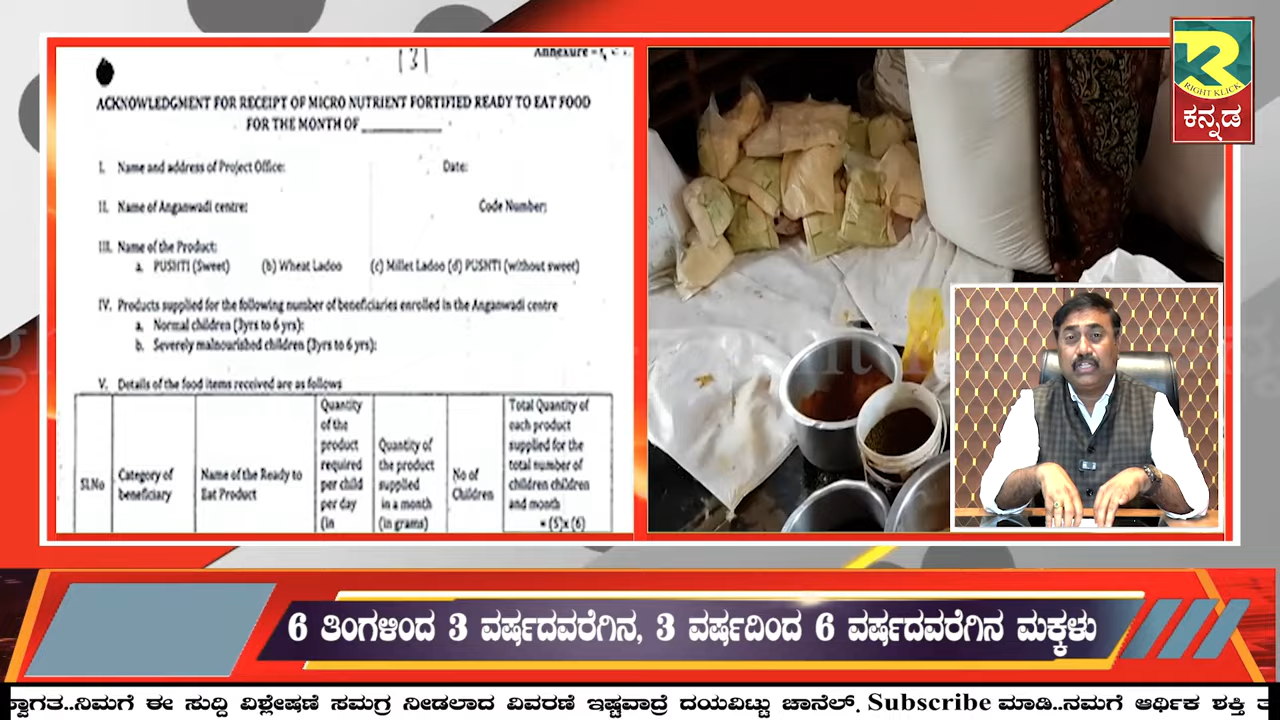 131
Annexure -
ACKNOWLEDGMENT FOR RECEIPT OF MICRO NUTRIENT FORTIFIED READY TO EAT FOOD
FOR THE MONTH OF ___________
I. Name and address of Project Office: Date:
II. Name of Anganwadi centre: Code Number:
III. Name of the Product:
a. PUSHTI (Sweet) (b) Wheat Ladoo (c) Millet Ladoo (d) PUSHTI (without sweet)
IV. Products supplied for the following number of beneficiaries enrolled in the Anganwadi centre
a. Normal children (3yrs to 6 yrs):
b. Severely malnourished children (3yrs to 6 yrs):
V. Details of the food items received are as follows
Sl.No
Category of
beneficiary
Name of the Ready to
Eat Product
Quantity
of the
product
required
per child
per day
(in
Quantity of
the product
supplied
in a month
(in grams)
No of
Children
Total Quantity of
each product
supplied for the
total number of
children children
and month
= (5)x (6)
R
RIGHT KLICK
ಕನ್ನಡ
6 ತಿಂಗಳಿಂದ 3 ವರ್ಷದವರೆಗಿನ, 3 ವರ್ಷದಿಂದ 6 ವರ್ಷದವರೆಗಿನ ಮಕ್ಕಳು
ಸ್ವಾಗತ..ನಿಮಗೆ ಈ ಸುದ್ದಿ ವಿಶ್ಲೇಷಣೆ ಸಮಗ್ರ ನೀಡಲಾದ ವಿವರಣೆ ಇಷ್ಟವಾದ್ರೆ ದಯವಿಟ್ಟು ಚಾನೆಲ್. Subscribe ಮಾಡಿ..ನಮಗೆ ಆರ್ಥಿಕ ಶಕ್ತಿ